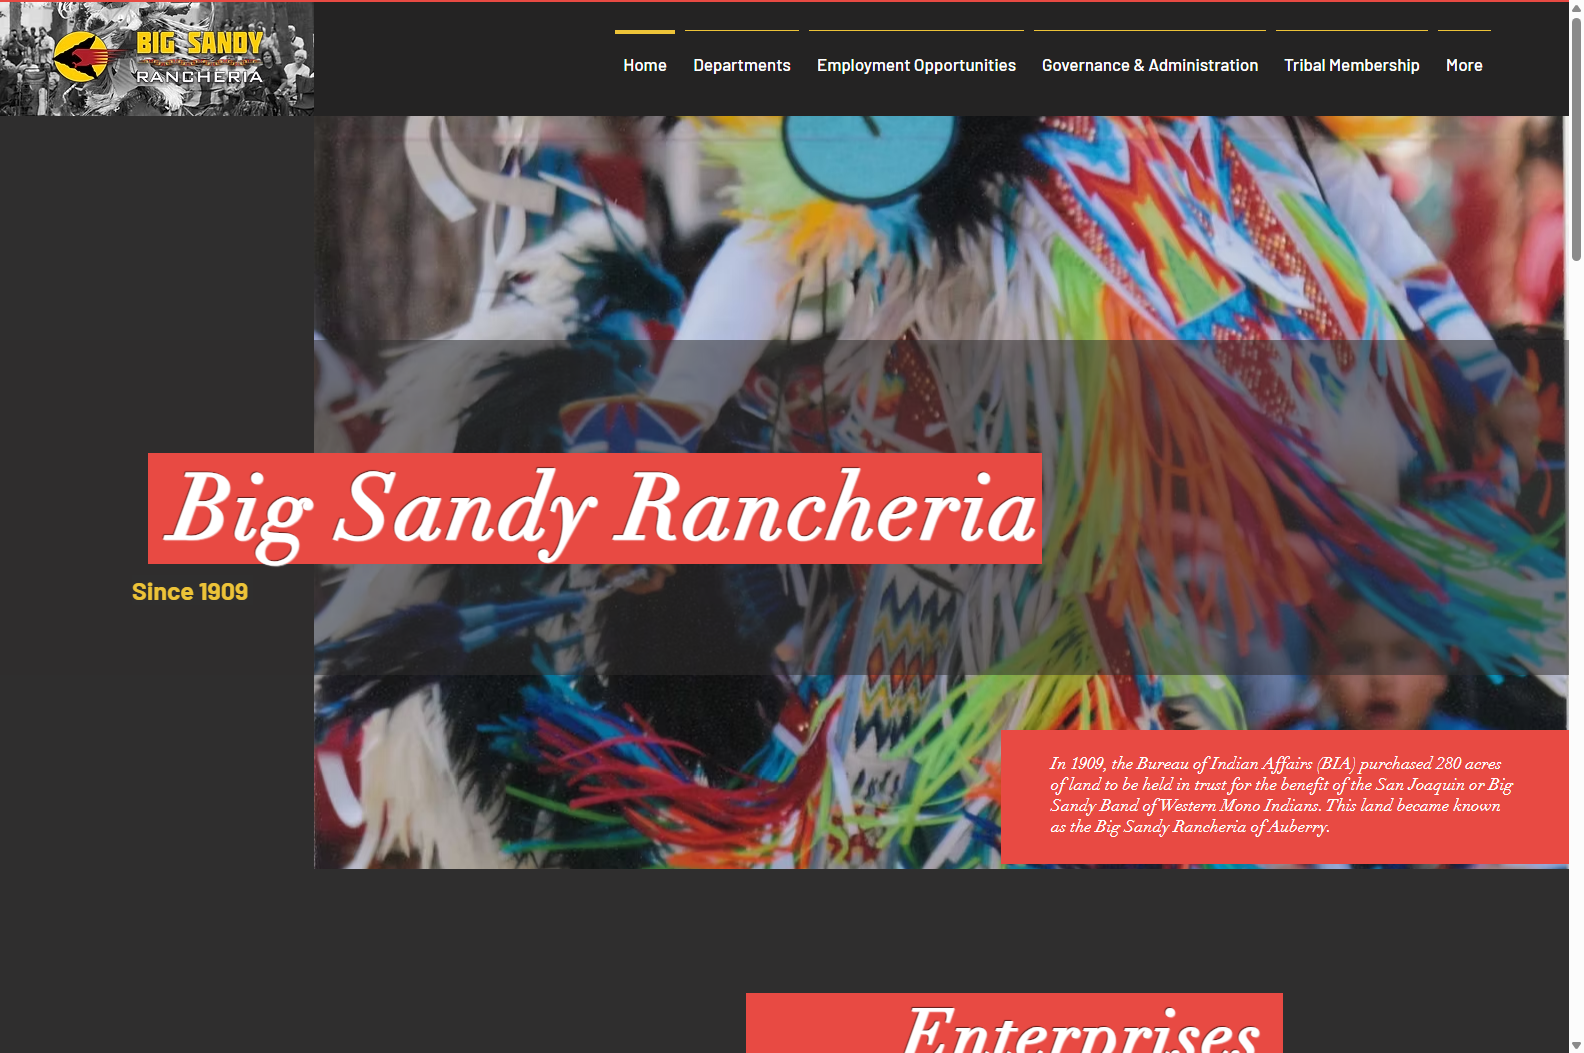 BIG SANDY
RANCHERIA
Home
Departments
Employment Opportunities
Governance & Administration
Tribal Membership
More
Big Sandy Rancheria
Since 1909
In 1909, the Bureau of Indian Affairs (BIA) purchased 280 acres
of land to be held in trust for the benefit of the San Joaquin or Big
Sandy Band of Western Mono Indians. This land became known
as the Big Sandy Rancheria of Auberry.
Enterprises